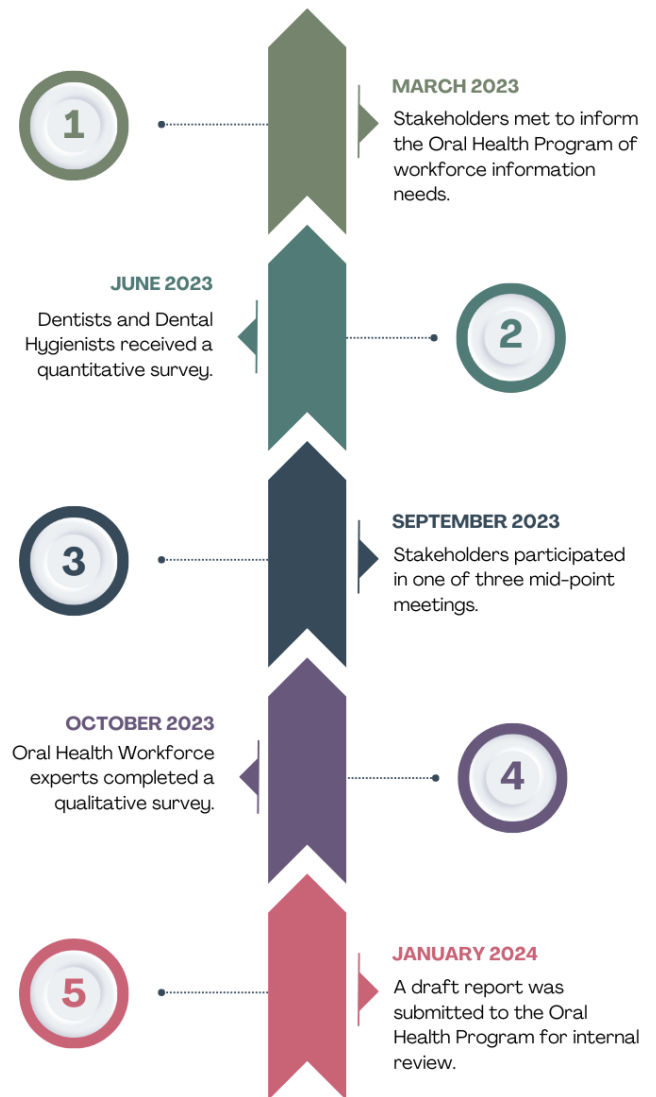 1
MARCH 2023
Stakeholders met to inform
the Oral Health Program of
workforce information
needs.
JUNE 2023
Dentists and Dental
Hygienists received a
quantitative survey.
2
3
SEPTEMBER 2023
Stakeholders participated
in one of three mid-point
meetings.
OCTOBER 2023
Oral Health Workforce
experts completed a
qualitative survey.
4
5
JANUARY 2024
A draft report was
submitted to the Oral
Health Program for internal
review.